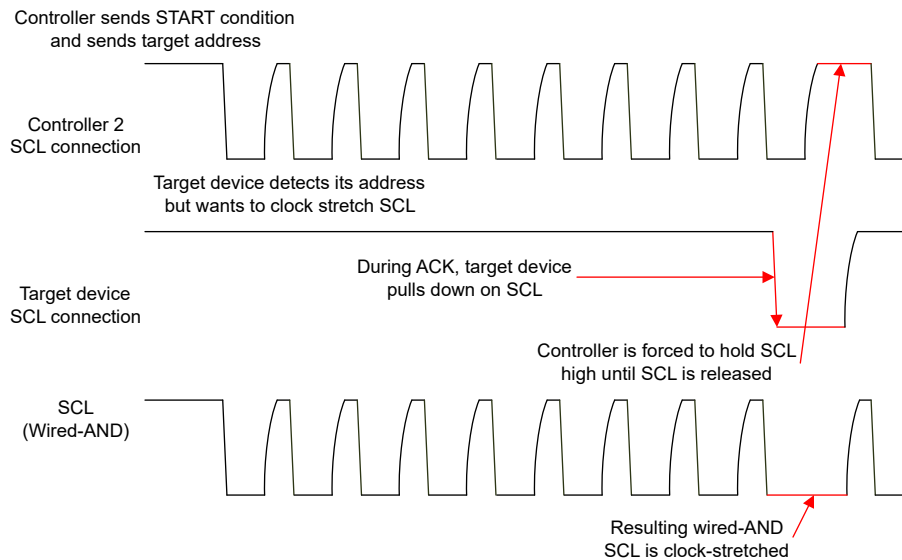 Controller sends START condition
and sends target address
Controller 2
SCL connection
Target device detects its address
but wants to clock stretch SCL
During ACK, target device
pulls down on SCL
Target device
SCL connection
Controller is forced to hold SCL
high until SCL is released
SCL
(Wired-AND)
Resulting wired-AND
SCL is clock-stretched